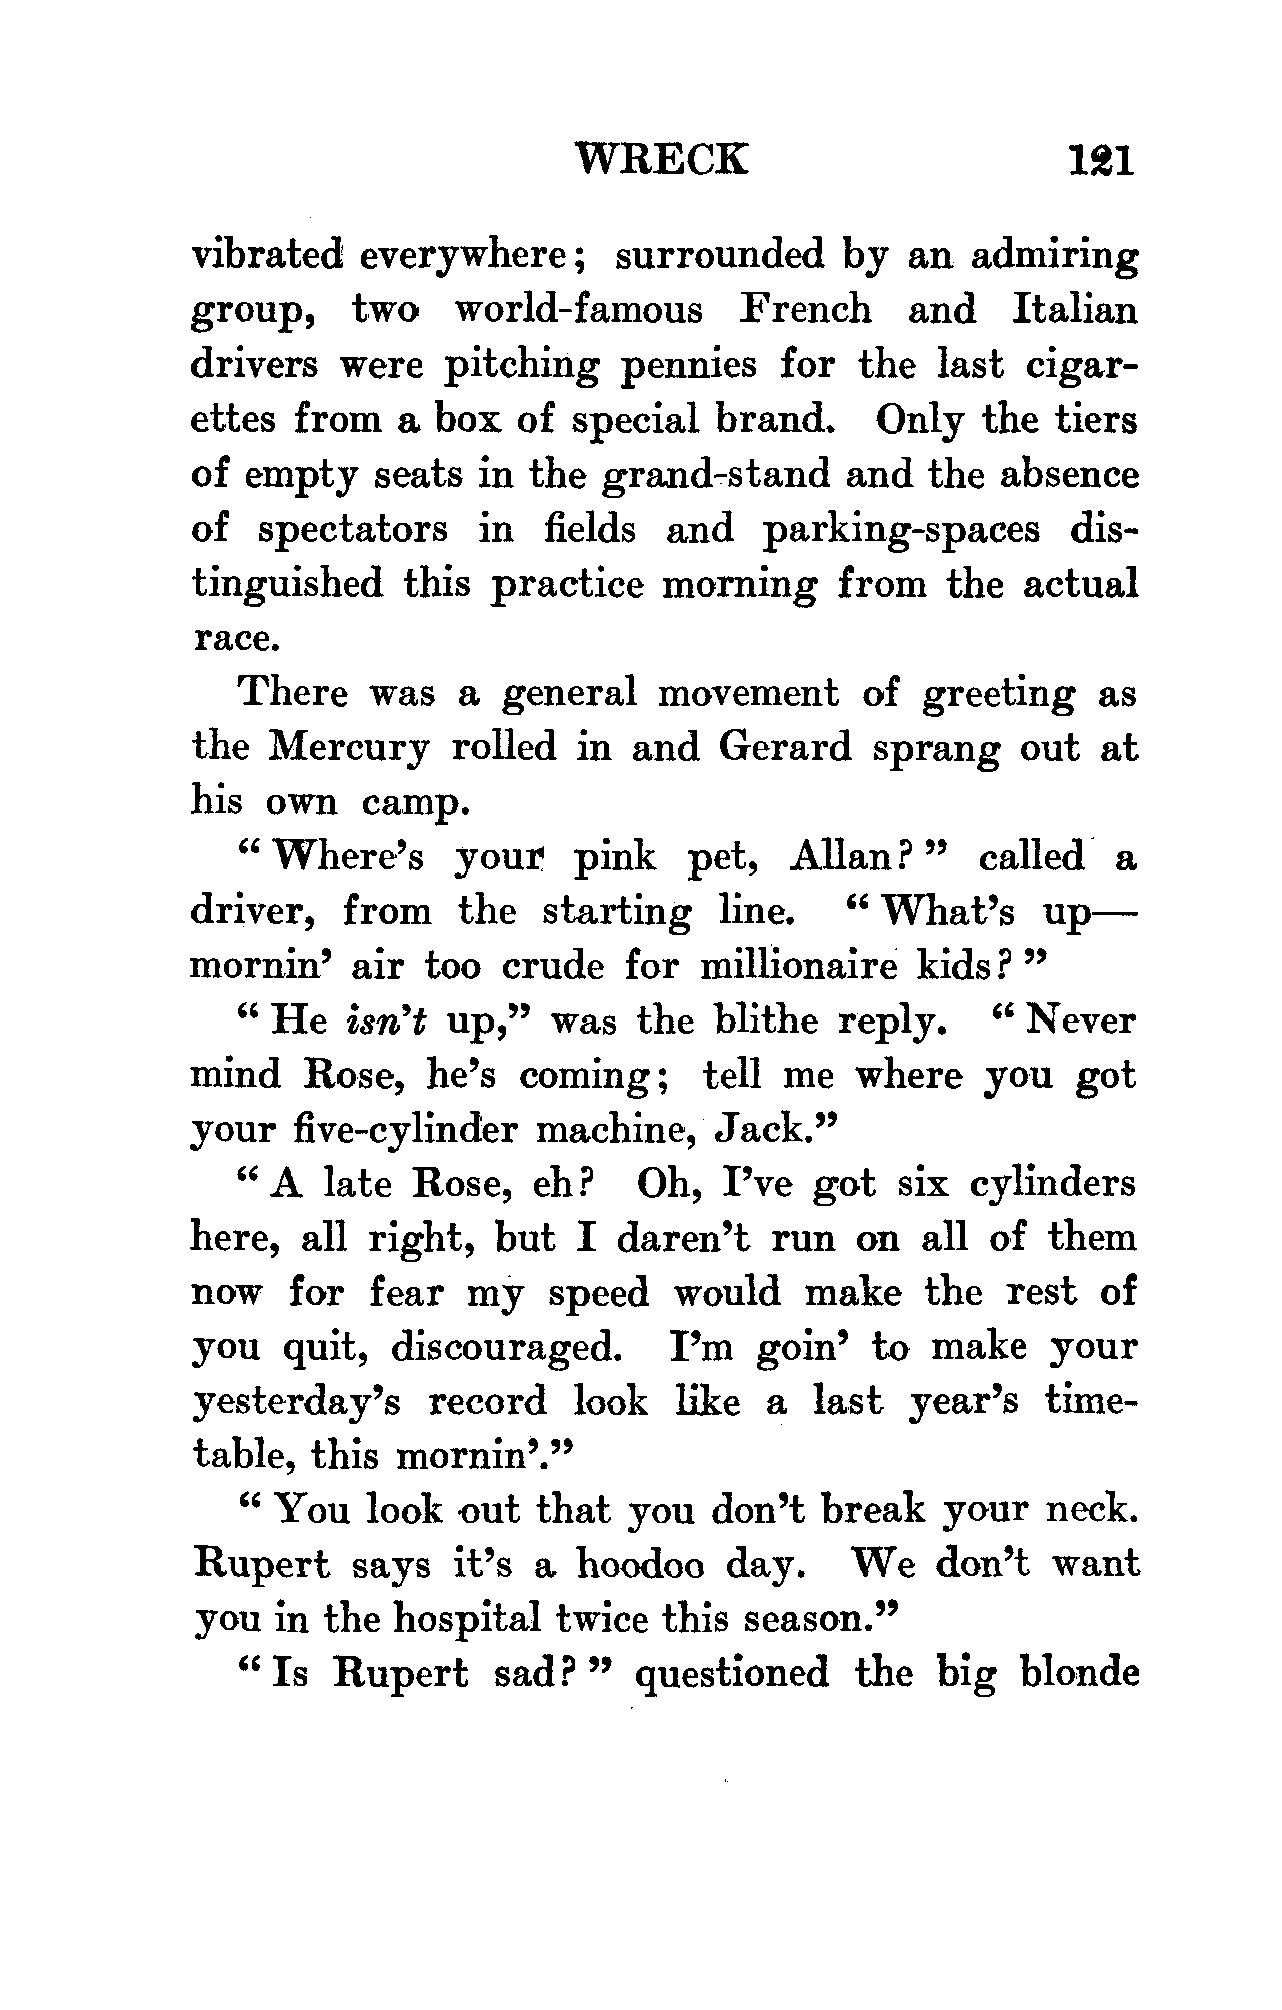 WRECK 121
vibrated everywhere; surrounded by an admiring
group, two world-famous French and Italian
drivers were pitching pennies for the last cigar-
ettes from a box of special brand. Only the tiers
of empty seats in the grand-stand and the absence
of spectators in fields and parking-spaces dis-
tinguished this practice morning from the actual
race.
There was a general movement of greeting as
the Mercury rolled in and Gerard sprang out at
his own camp.
“Where’s your pink pet, Allan?” called a
driver, from the starting line. “What’s up—
mornin’ air too crude for millionaire kids?”
“He isn’t up,” was the blithe reply. “Never
mind Rose, he’s coming; tell me where you got
your five-cylinder machine, Jack.”
“A late Rose, eh? Oh, I’ve got six cylinders
here, all right, but I daren’t run on all of them
now for fear my speed would make the rest of
you quit, discouraged. I’m goin’ to make your
yesterday’s record look like a last year’s time-
table, this mornin’.”
“You look out that you don’t break your neck.
Rupert says it’s a hoodoo day. We don’t want
you in the hospital twice this season.”
“Is Rupert sad?” questioned the big blonde